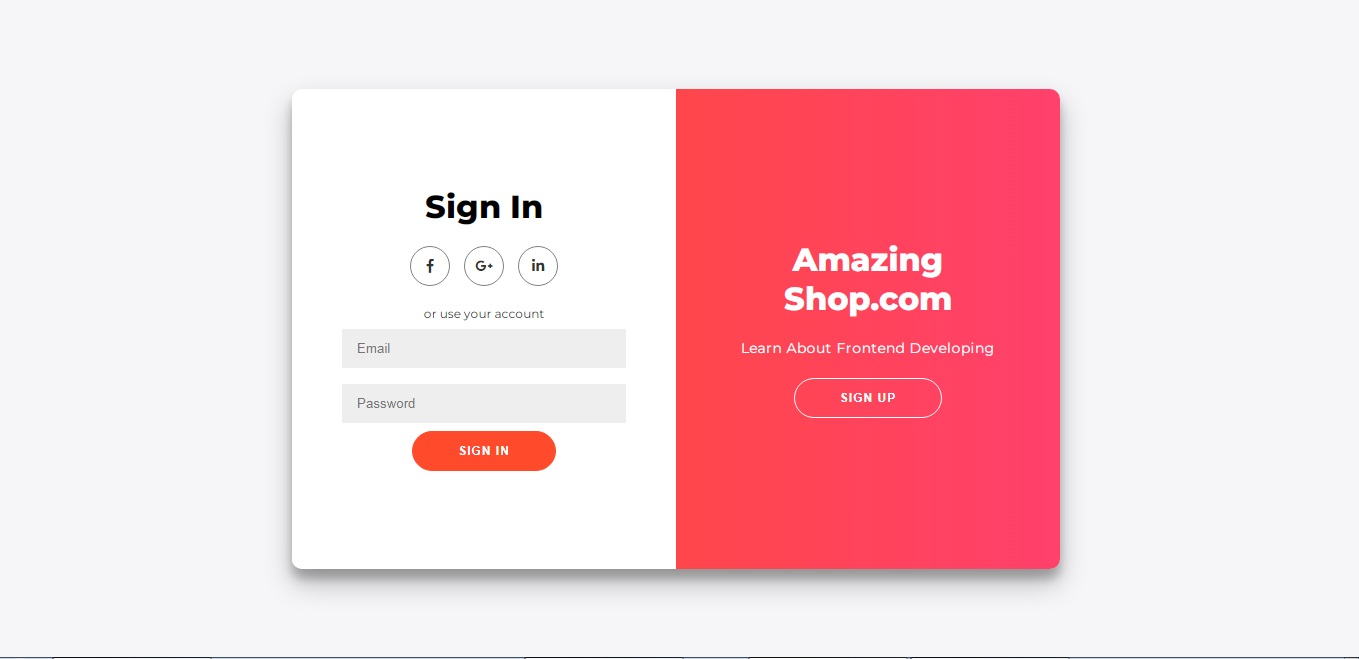 Sign In
f
G+
in
or use your account
Email
Password
SIGN IN
Amazing
Shop.com
Learn About Frontend Developing
SIGN UP